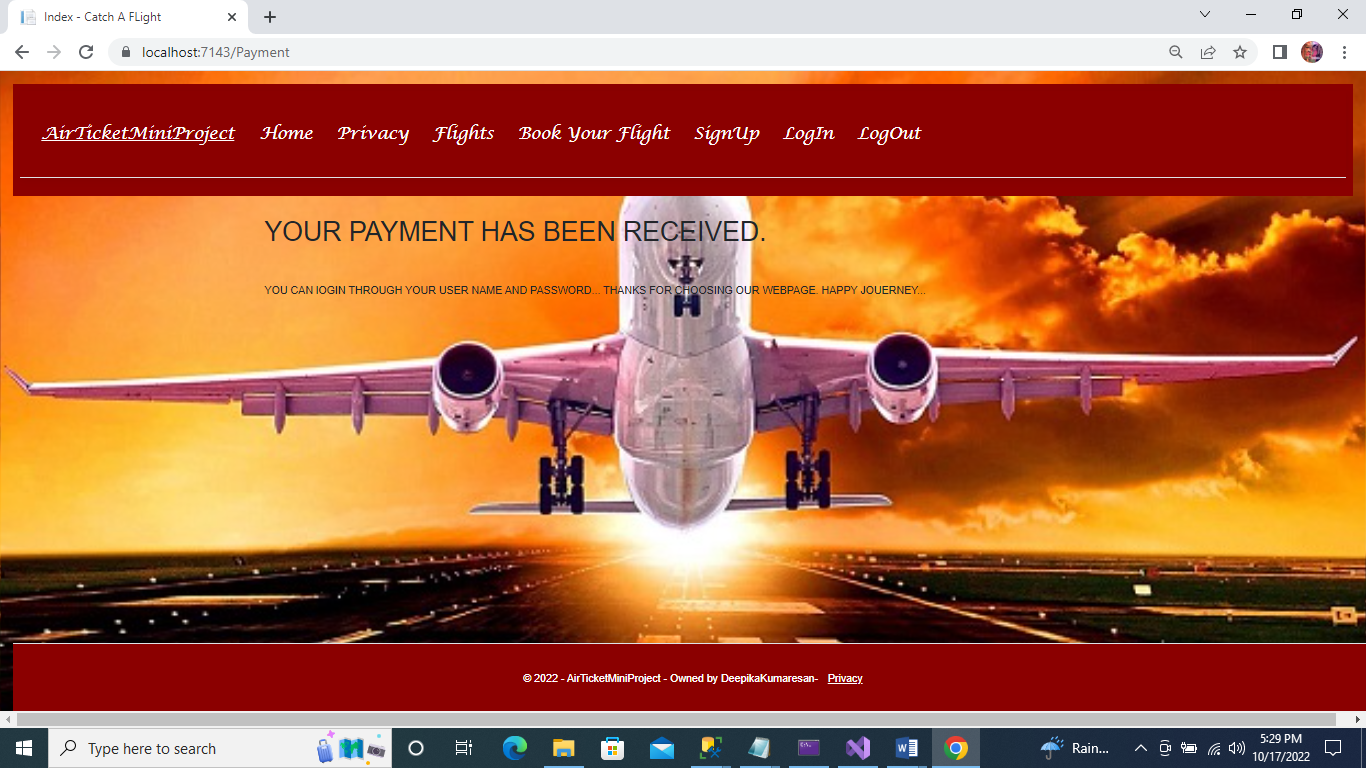 Index - Catch A FLight
localhost:7143/Payment
AirTicketMiniProject Home Privacy Flights Book Your Flight SignUp LogIn LogOut
YOUR PAYMENT HAS BEEN RECEIVED.
YOU CAN lOGIN THROUGH YOUR USER NAME AND PASSWORD... THANKS FOR CHOOSING OUR WEBPAGE. HAPPY JOUERNEY...
© 2022 - AirTicketMiniProject - Owned by DeepikaKumaresan- Privacy
Type here to search
Rain...
5:29 PM
10/17/2022